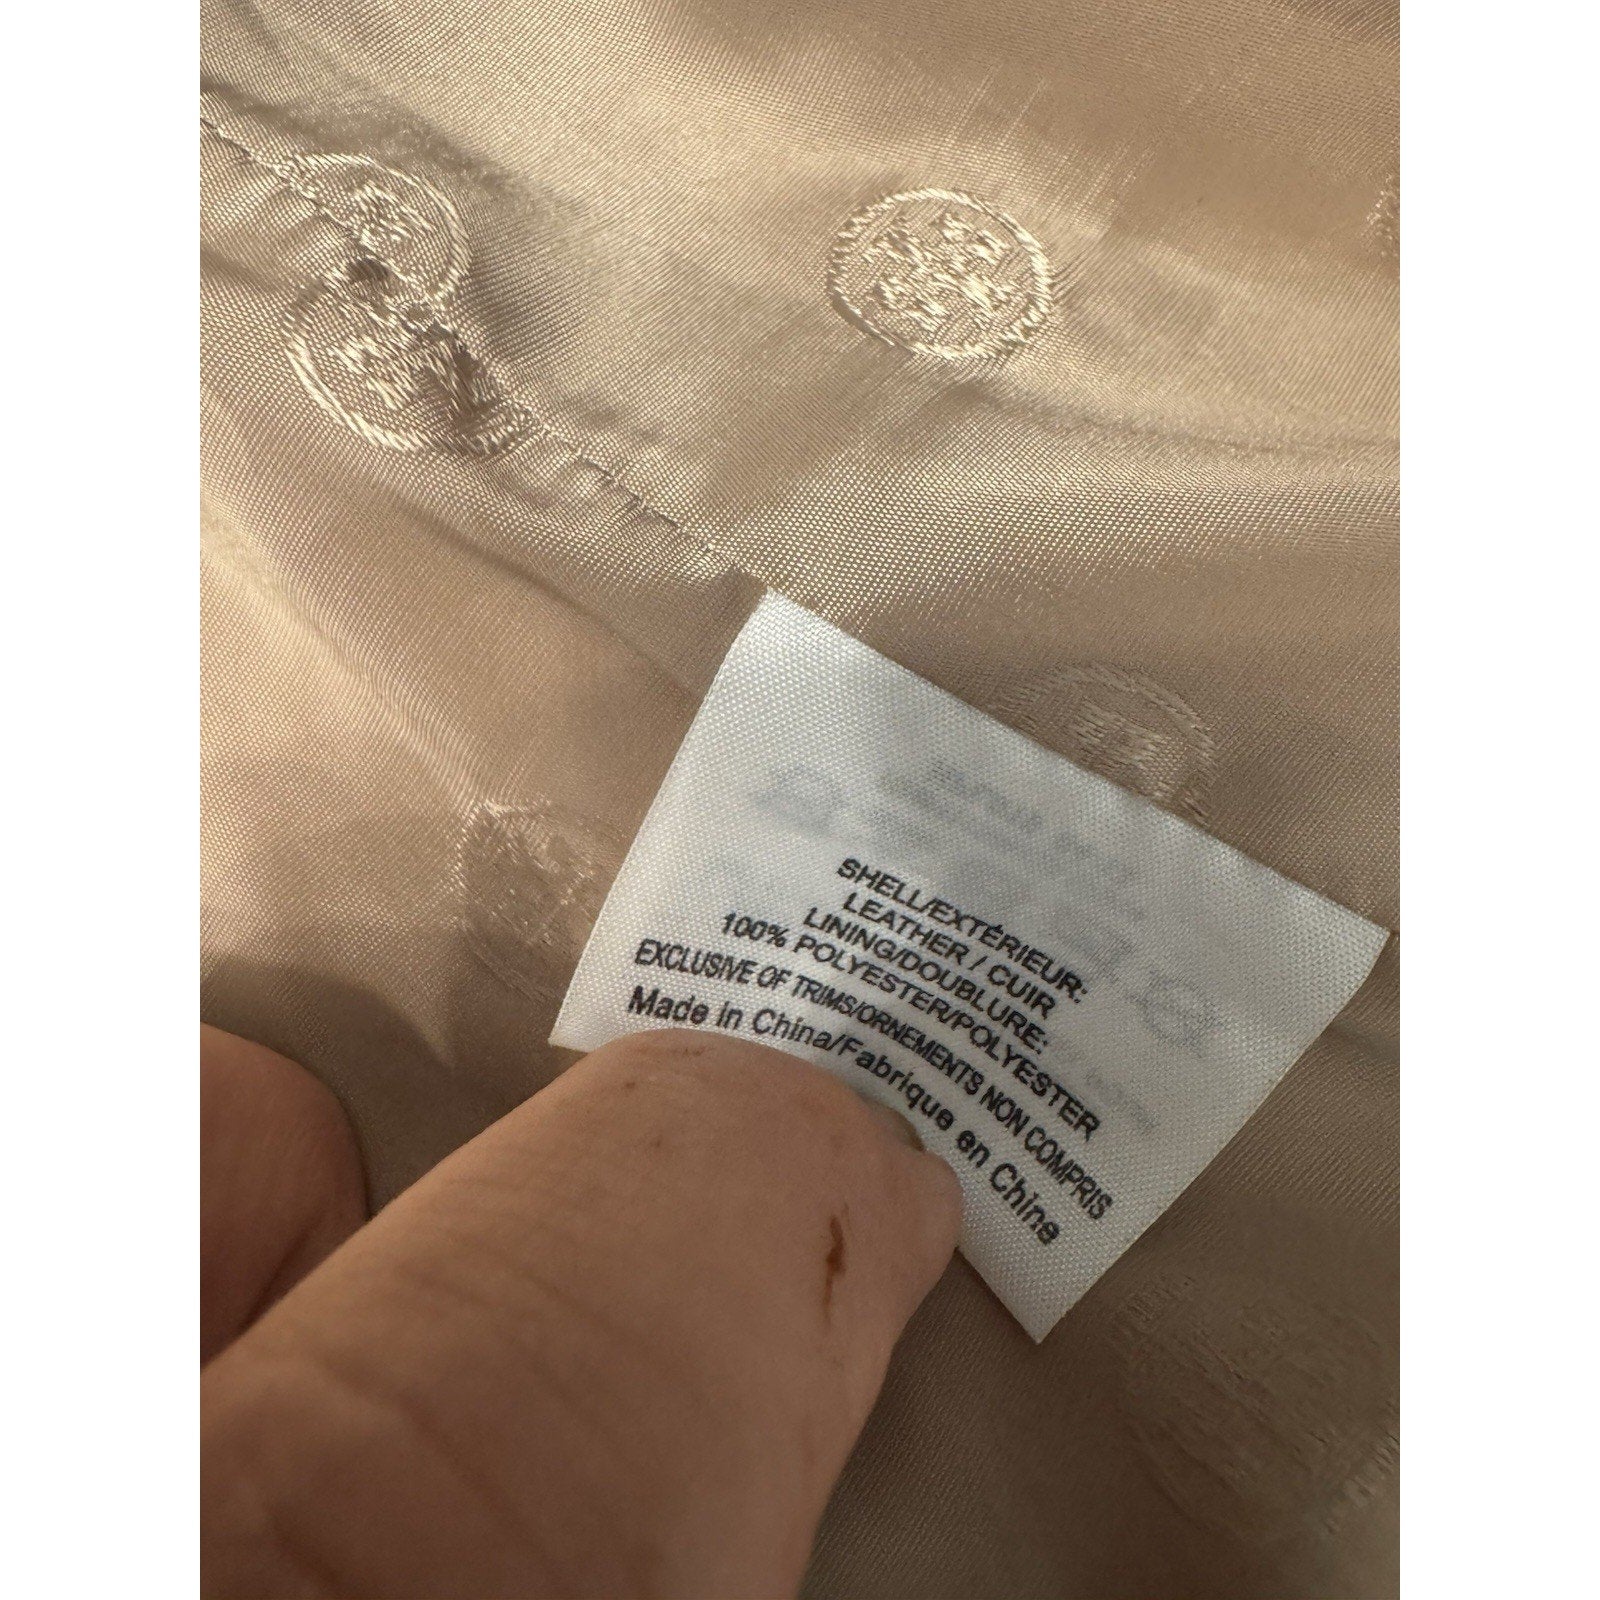 SHELL/EXTÉRIEUR:
LEATHER / CUIR
LINING/DOUBLURE:
100% POLYESTER/POLYESTER
EXCLUSIVE OF TRIMS/ORNEMENTS NON COMPRIS
Made in China/Fabrique en Chine